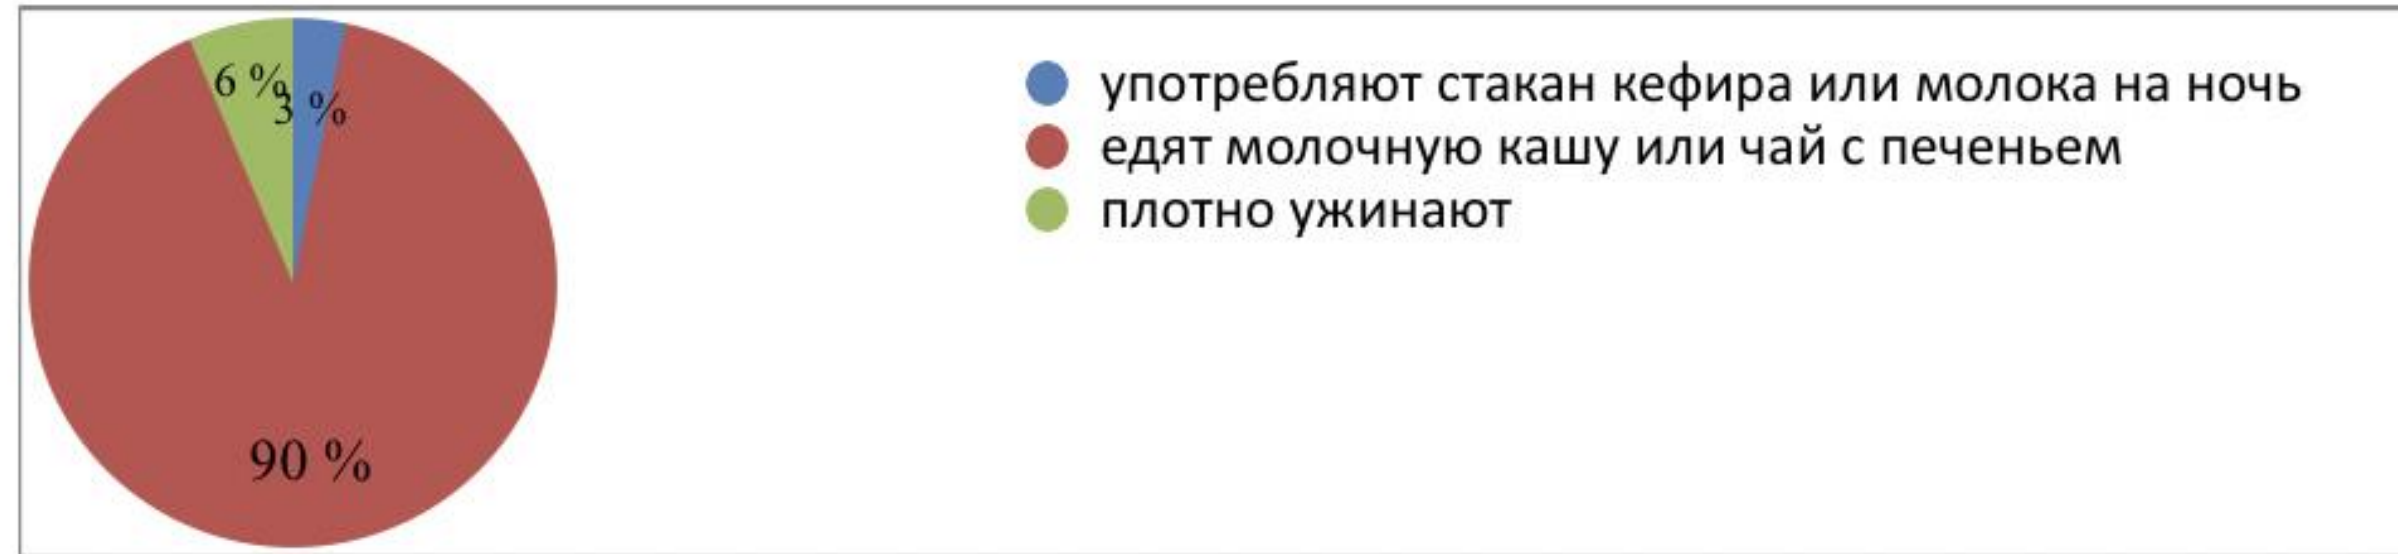 6 %
3 %
90 %
употребляют стакан кефира или молока на ночь
едят молочную кашу или чай с печеньем
плотно ужинают